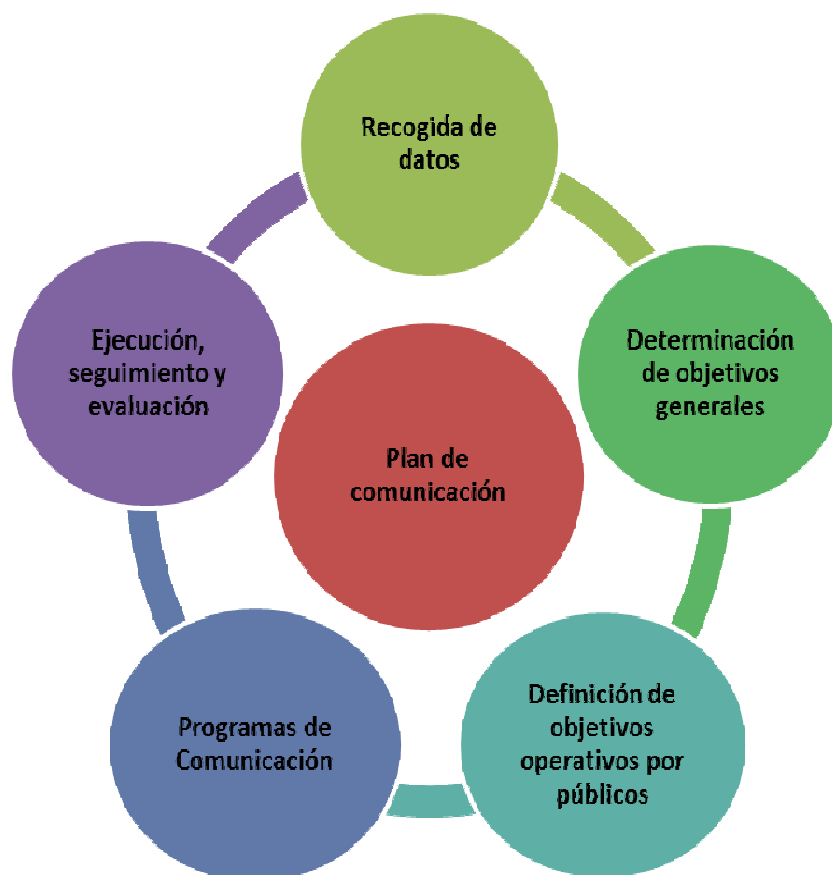 Recogida de
datos
Determinación
de objetivos
generales
Definición de
objetivos
operativos por
públicos
Programas de
Comunicación
Ejecución,
seguimiento y
evaluación
Plan de
comunicación